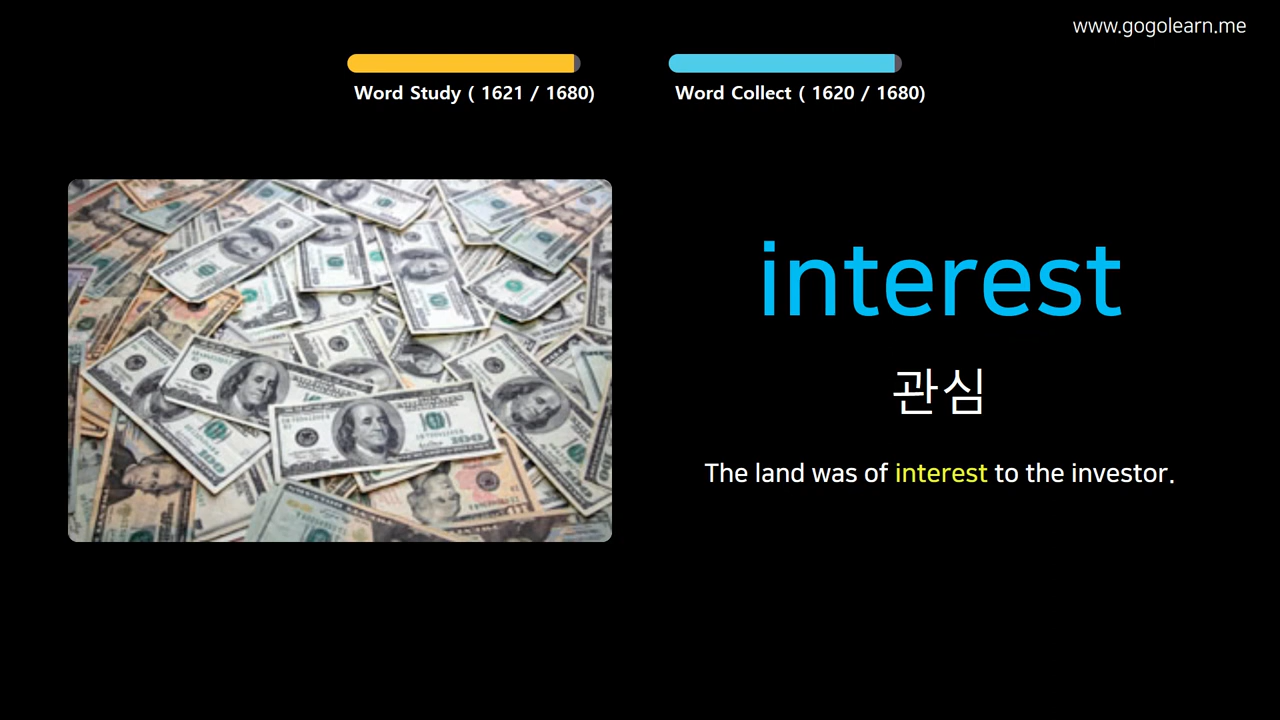 www.gogolearn.me
Word Study ( 1621 / 1680)
Word Collect ( 1620 / 1680)
interest
관심
The land was of interest to the investor.
100